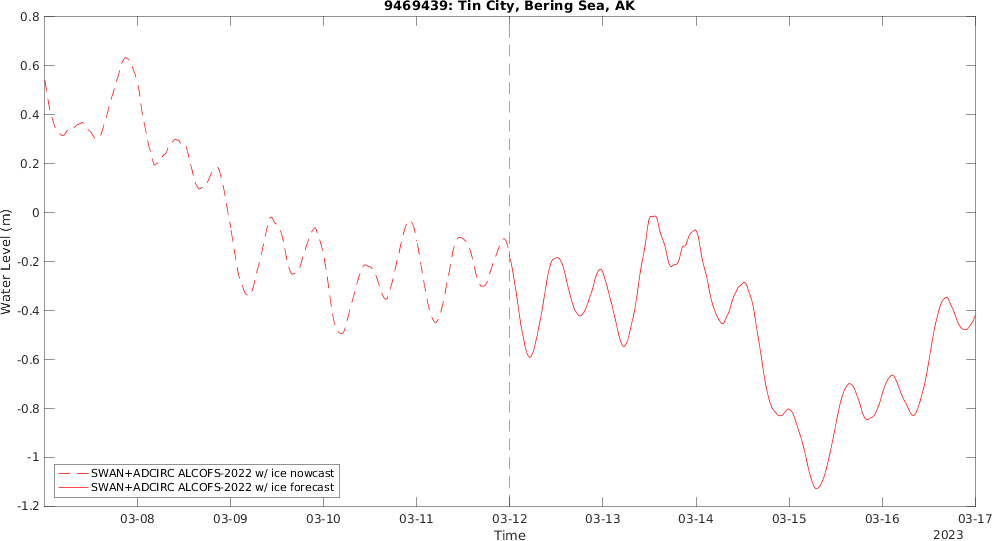 9469439: Tin City, Bering Sea, AK
0.8
0.6
0.4
0.2
0
-0.2
-0.4
-0.6
-0.8
-1
-1.2
Water Level (m)
SWAN+ADCIRC ALCOFS-2022 w/ ice nowcast
SWAN+ADCIRC ALCOFS-2022 w/ ice forecast
03-08 03-09 03-10 03-11 03-12 03-13 03-14 03-15 03-16 03-17
Time
2023